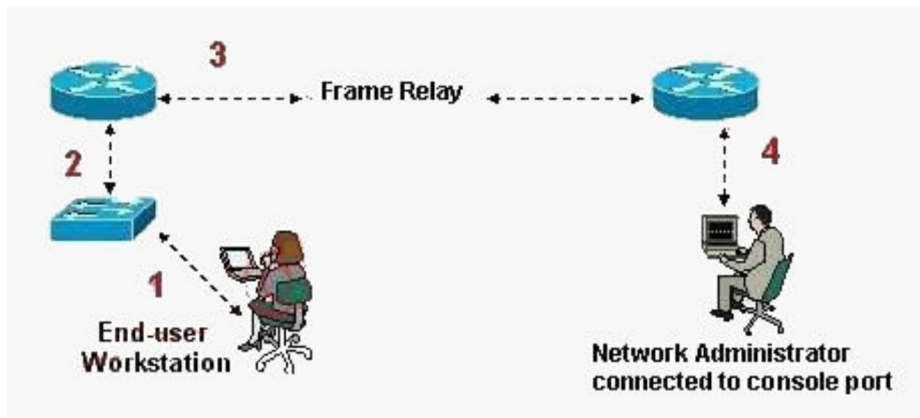 3
Frame Relay
2
4
1
End-user
Workstation
Network Administrator
connected to console port